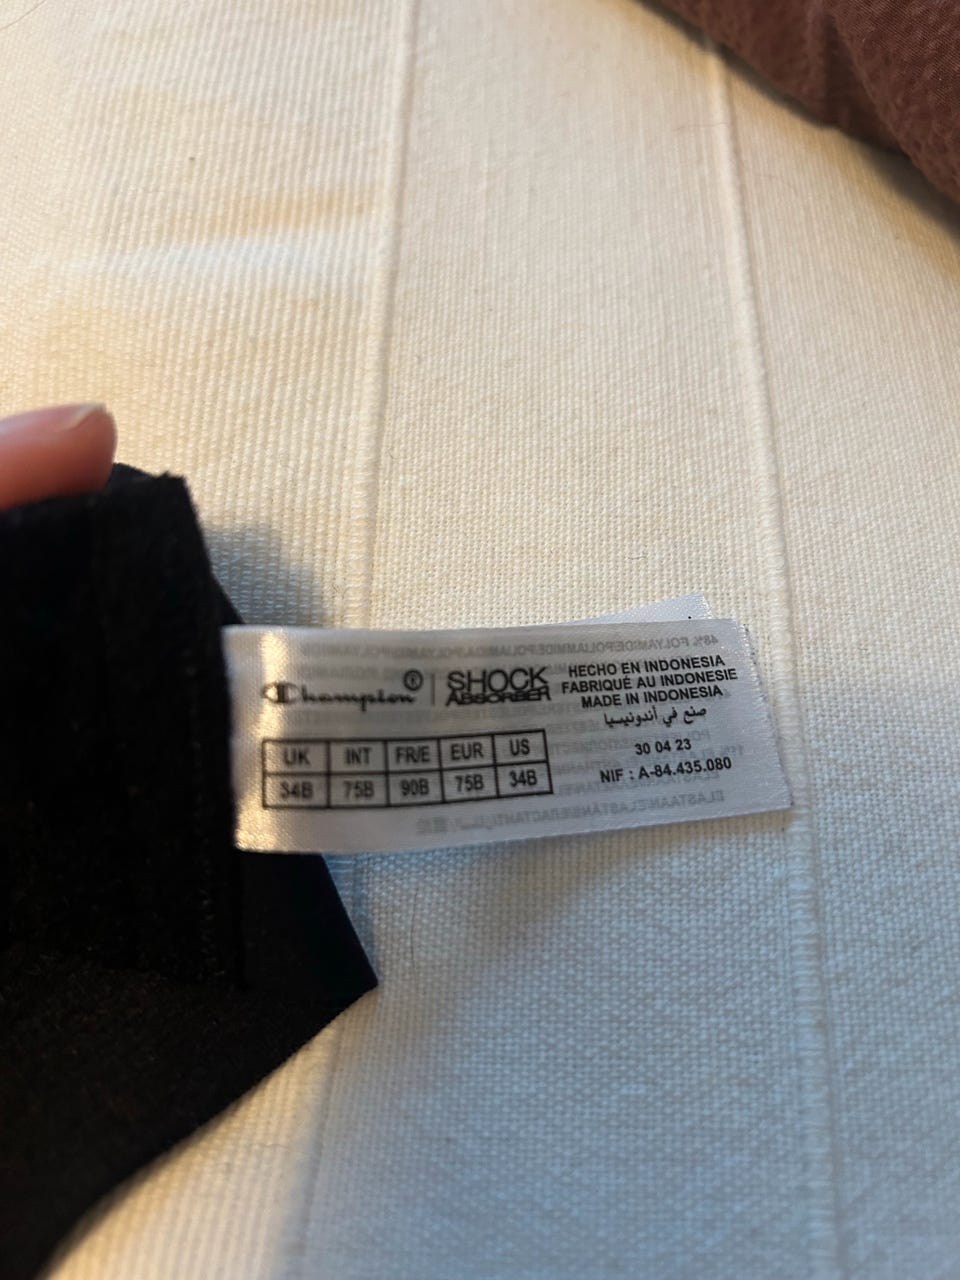 Champion® | SHOCK ABSORBER
HECHO EN INDONESIA
FABRIQUÉ AU INDONESIE
MADE IN INDONESIA
صنع في أندونيسيا
30 04 23
NIF : A-84.435.080
UK INT FR/E EUR US
34B 75B 90B 75B 34B